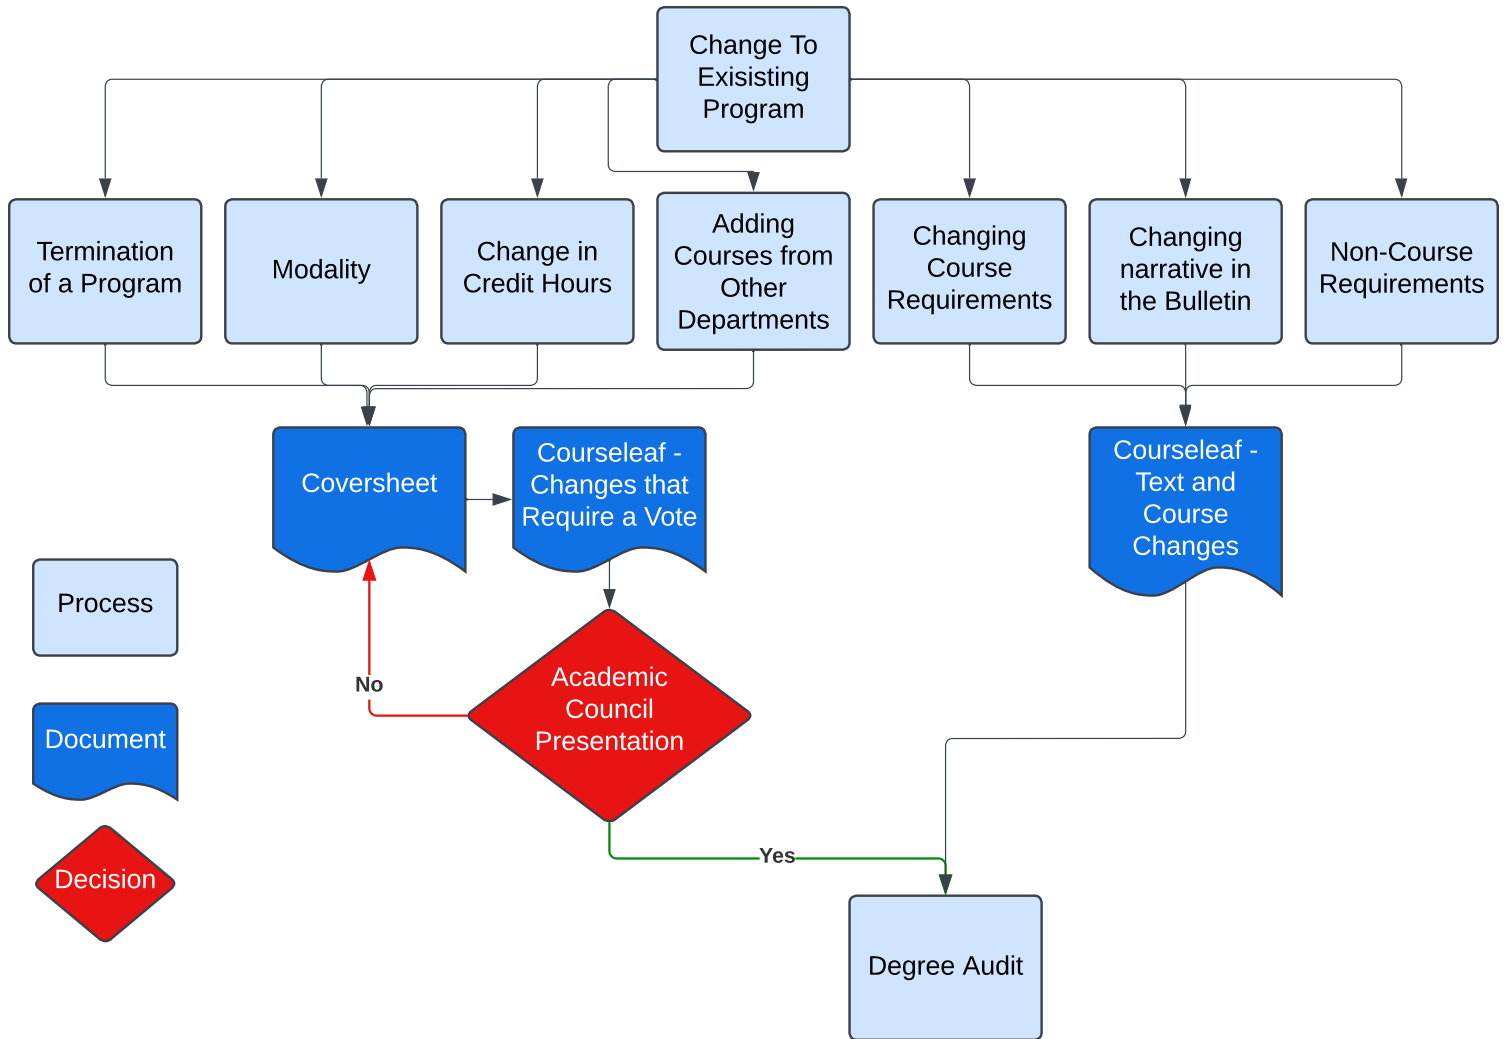 Change To
Exisisting
Program
Termination
of a Program
Modality
Change in
Credit Hours
Adding
Courses from
Other
Departments
Changing
Course
Requirements
Changing
narrative in
the Bulletin
Non-Course
Requirements
Coversheet
Courseleaf -
Changes that
Require a Vote
Courseleaf -
Text and
Course
Changes
Process
No
Academic
Council
Presentation
Document
Yes
Decision
Degree Audit